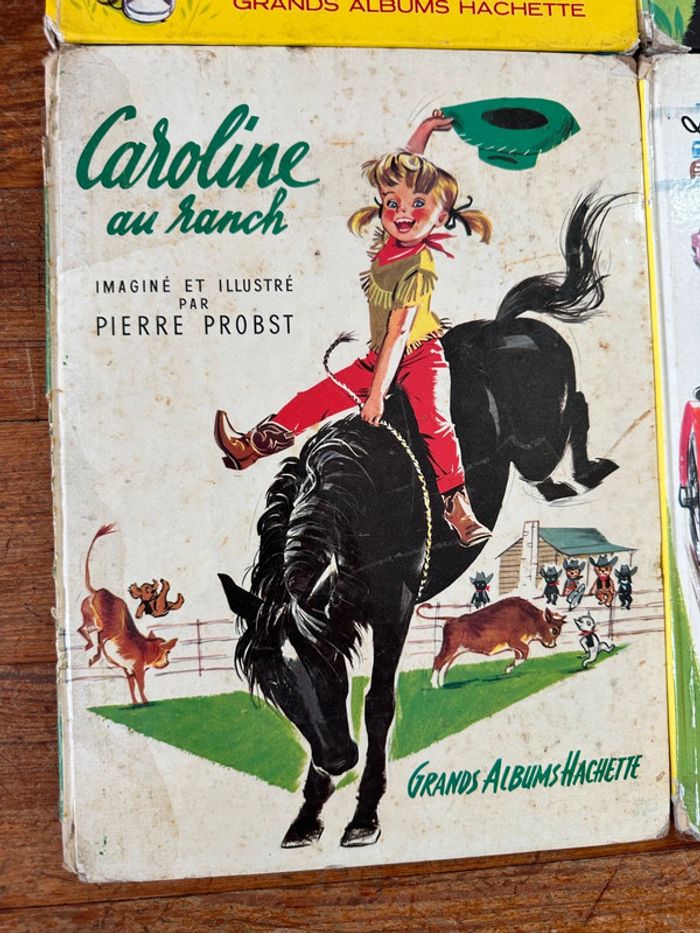 GRANDS ALBUMS HACHETTE
Caroline
au ranch
IMAGINÉ ET ILLUSTRÉ
PAR
PIERRE PROBST
GRANDS ALBUMS HACHETTE